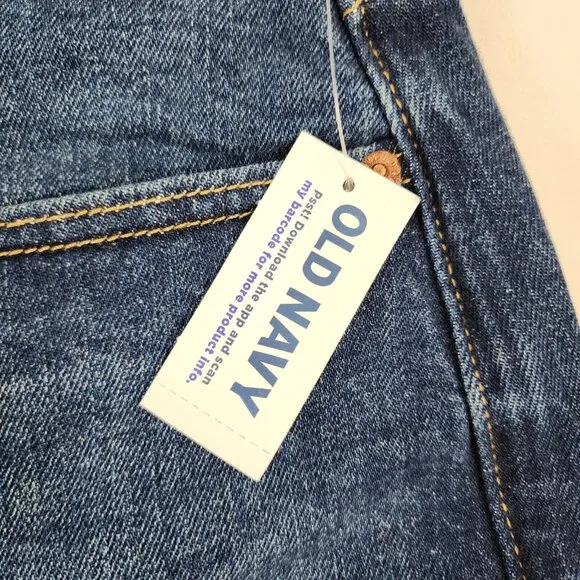 OLD NAVY
psst! Download the app and scan
my barcode for more product info.